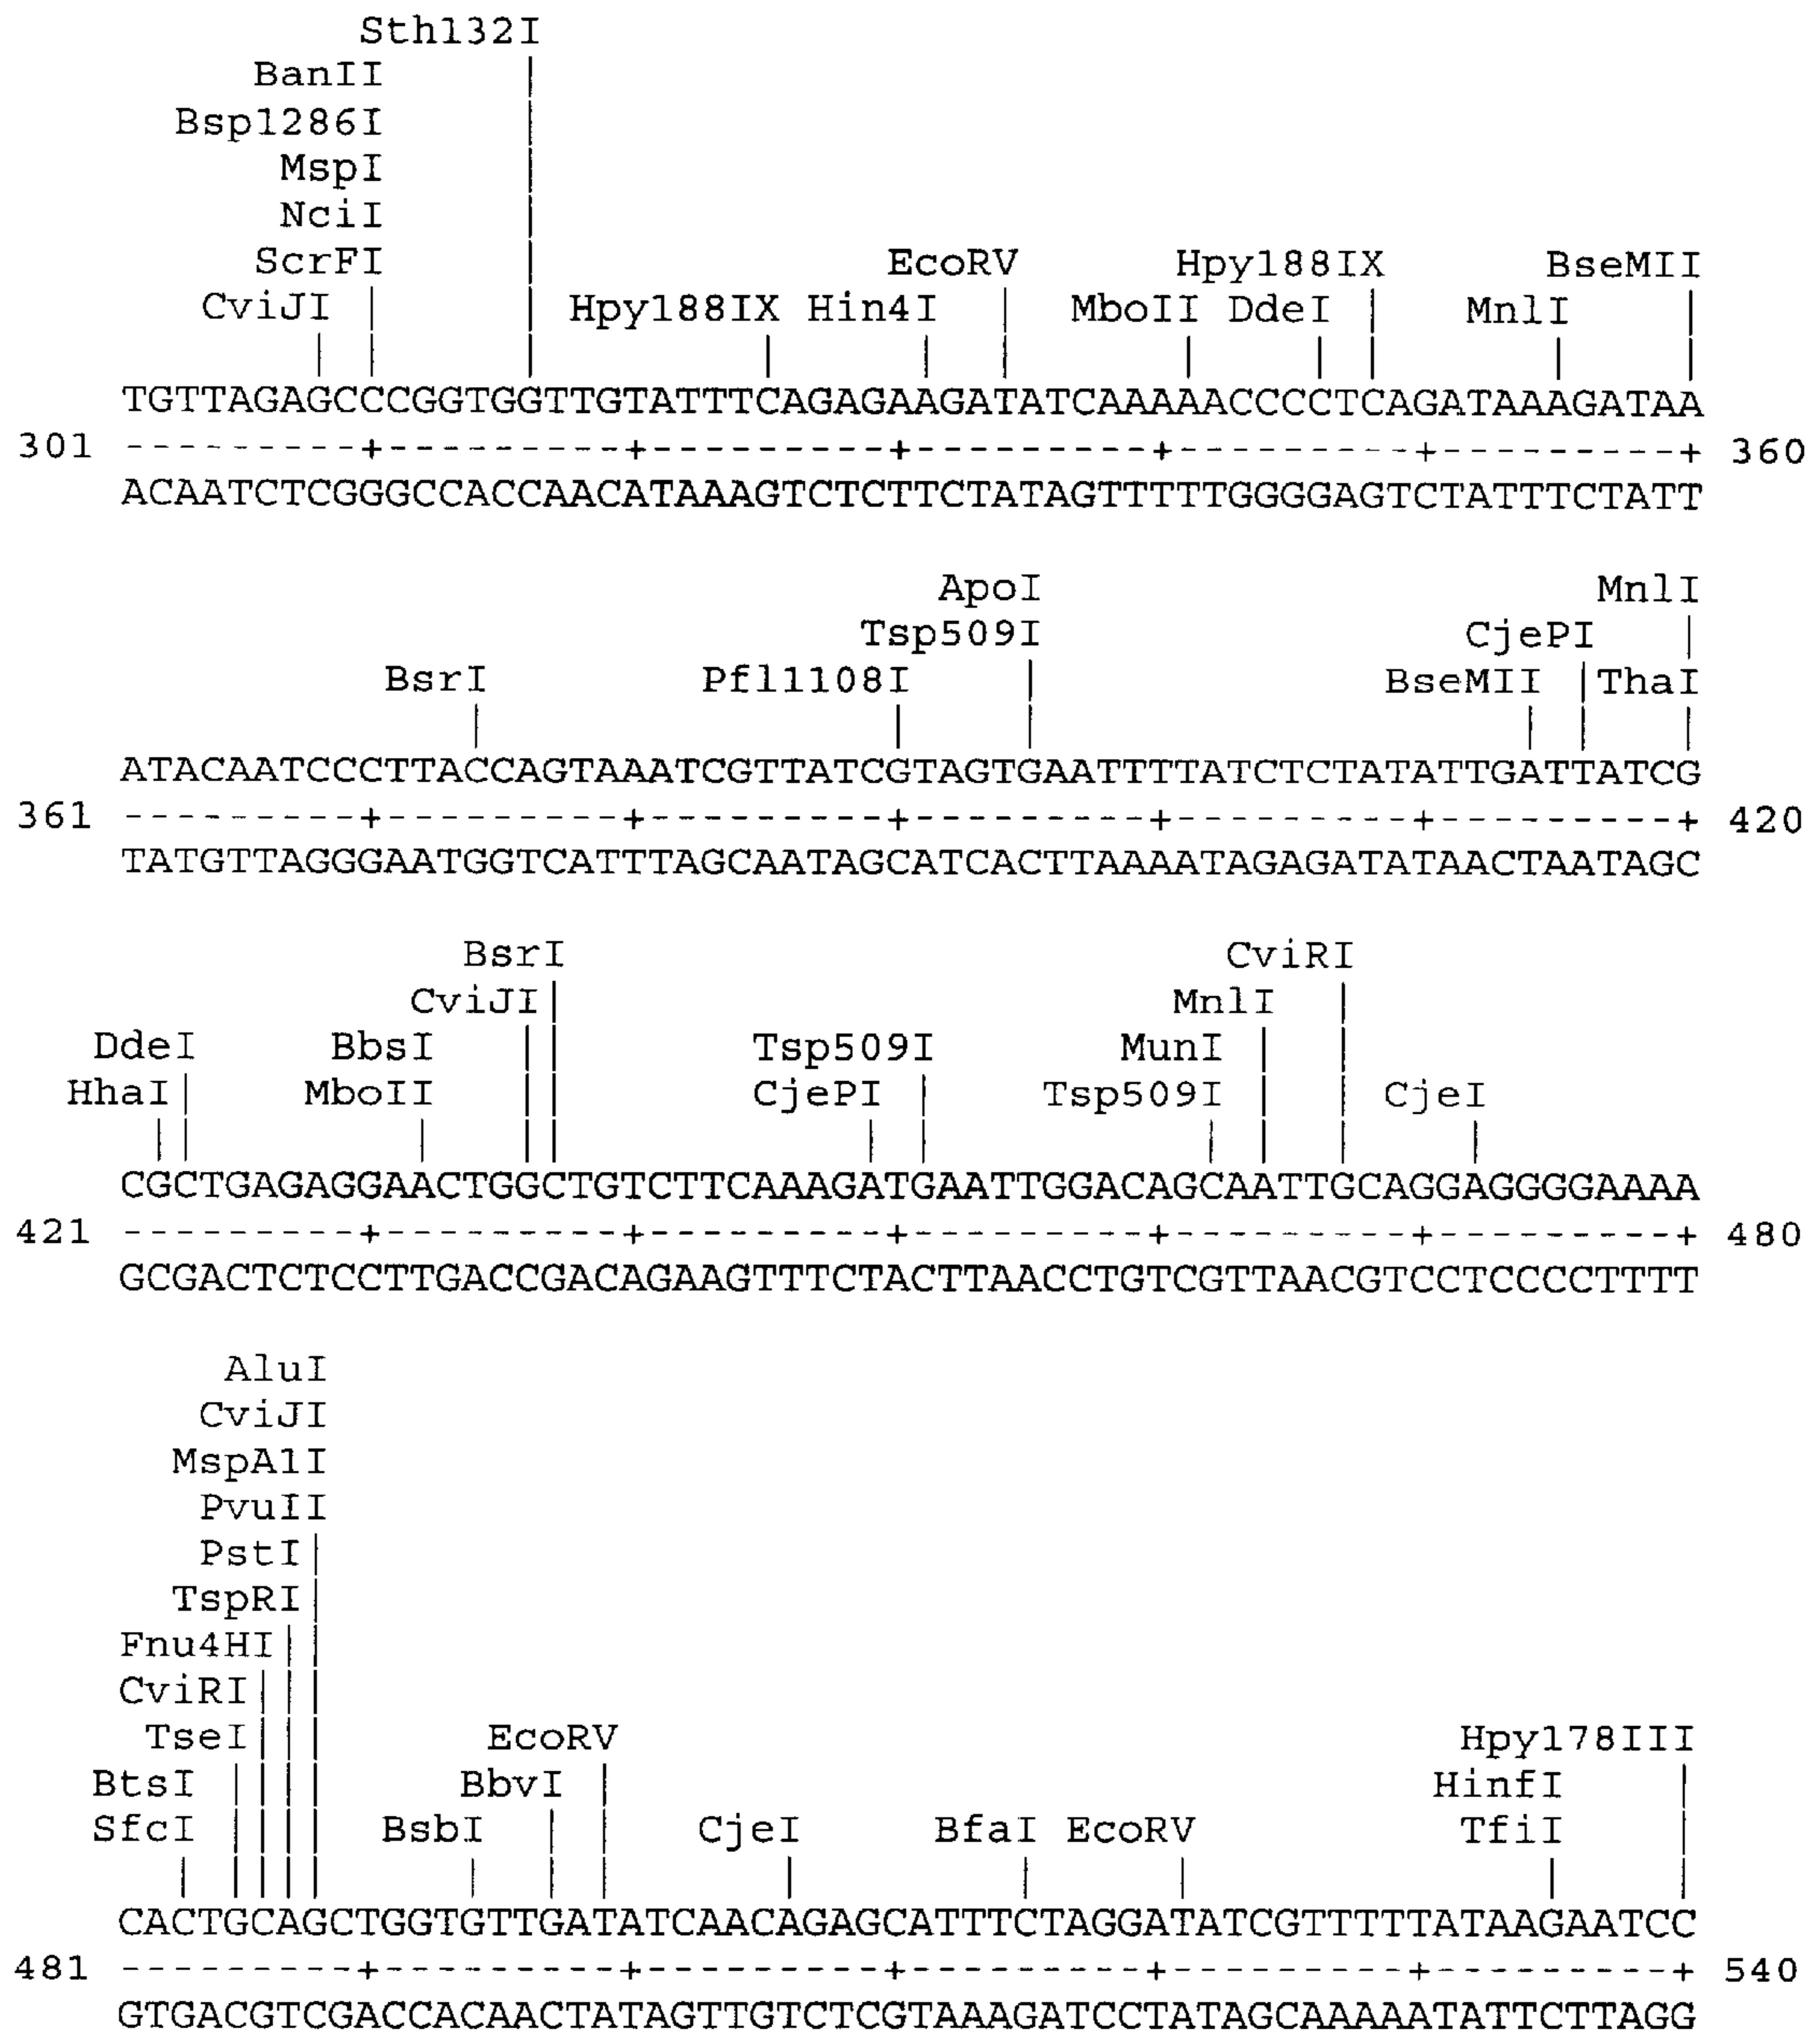 Sth132I
BanII
Bsp1286I
MspI
NciI
ScrFI EcoRV Hpy188IX BseMII
CviJI Hpy188IX Hin4I MboII DdeI MnlI
TGTTAGAGCCCCGGTGGTTGTATTTCAGAGAAGATATCAAAAAACCCCTCAGATAAAGATAA
301 ---------+---------+---------+---------+---------+---------+ 360
ACAATCTCGGGCCACCAACATAAAGTCTCTTCTATAGTTTTTTGGGGAGTCTATTTCTATT
ApoI MnlI
Tsp509I CjePI
BsrI Pfl1108I BseMII ThaI
ATACAATCCCTTACCAGTAAATCGTTATCGTAGTGAATTTTATCTCTATATTGATTATCG
361 ---------+---------+---------+---------+---------+---------+ 420
TATGTTAGGGAATGGTCATTTAGCAATAGCATCACTTAAAATAGAGATATAACTAATAGC
BsrI CviRI
CviJI MnlI
DdeI BbsI Tsp509I MunI
HhaI MboII CjePI Tsp509I CjeI
CGCTGAGAGGAACTGGCTGTCTTCAAAGATGAATTGGACAGCAATTGCAGGAGGGGAAAA
421 ---------+---------+---------+---------+---------+---------+ 480
GCGACTCTCCTTGACCGACAGAAGTTTCTACTTAACCTGTCGTTAACGTCCTCCCCTTTT
AluI
CviJI
MspA1I
PvuII
PstI
TspRI
Fnu4HI
CviRI
TseI EcoRV Hpy178III
BtsI BbvI HinfI
SfcI BsbI CjeI BfaI EcoRV TfiI
CACTGCAGCTGGTGTTGATATCAACAGAGCATTTCTAGGATATCGTTTTTATAAGAATCC
481 ---------+---------+---------+---------+---------+---------+ 540
GTGACGTCGACCACAACTATAGTTGTCTCGTAAAGATCCTATAGCAAAAATATTCTTAGG